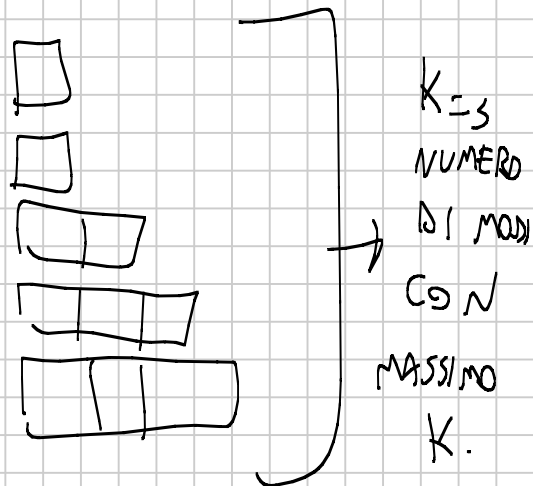 K=3
NUMERO
DI MODI
CON
MASSIMO
K.